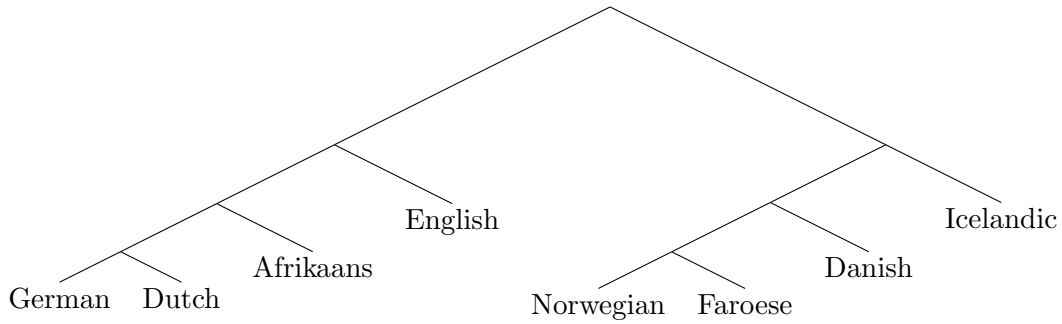 English
Icelandic
Afrikaans
Danish
German
Dutch
Norwegian
Faroese